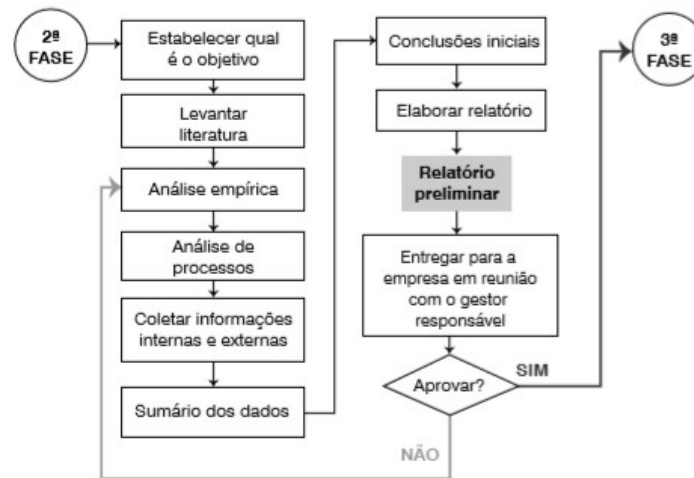 2ª
FASE
Estabelecer qual
é o objetivo
Levantar
literatura
Análise empírica
Análise de
processos
Coletar informações
internas e externas
Sumário dos dados
Conclusões iniciais
Elaborar relatório
Relatório
preliminar
Entregar para a
empresa em reunião
com o gestor
responsável
Aprovar?
SIM
NÃO
3ª
FASE